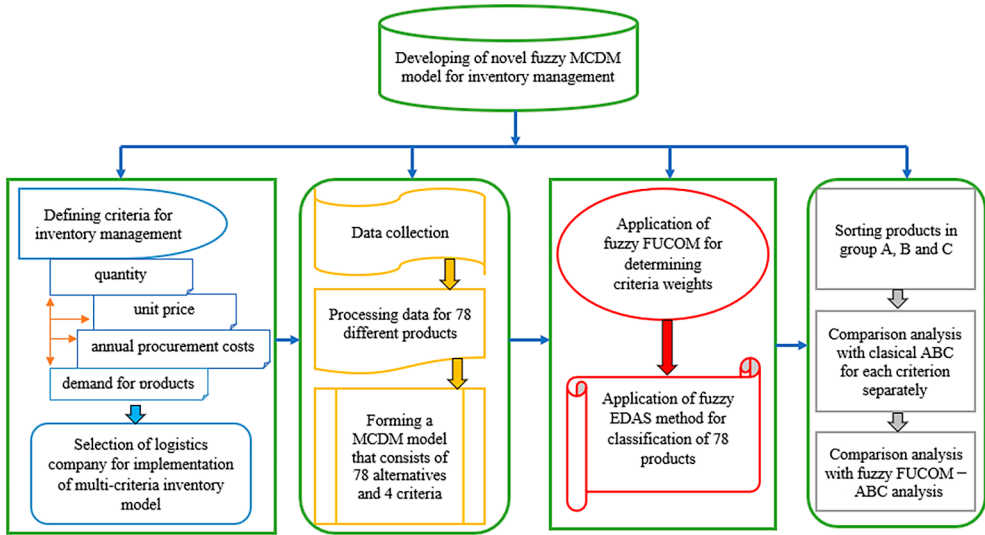 Developing of novel fuzzy MCDM
model for inventory management
Defining criteria for
inventory management
quantity
unit price
annual procurement costs
demand for products
Selection of logistics
company for implementation
of multi-criteria inventory
model
Data collection
Processing data for 78
different products
Forming a
MCDM model
that consists of
78 alternatives
and 4 criteria
Application of
fuzzy FUCOM for
determining
criteria weights
Application of fuzzy
EDAS method for
classification of 78
products
Sorting products in
group A, B and C
Comparison analysis
with clasical ABC
for each criterion
separately
Comparison analysis
with fuzzy FUCOM –
ABC analysis